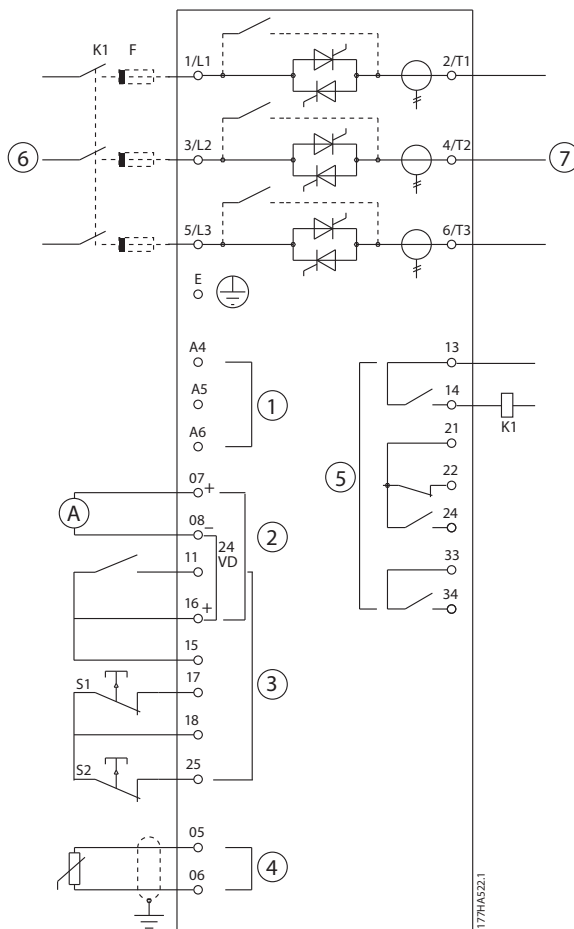 K1 F 1/L1 2/T1
6 3/L2 4/T2 7
5/L3 6/T3
E
A4 13
A5 1 14
K1
A6 21
07 + 5 22
A 08 – 2 24
24
VD
11 33
16 + 34
15
S1 17 3
18
S2 25
05
4
06
177HA522.1